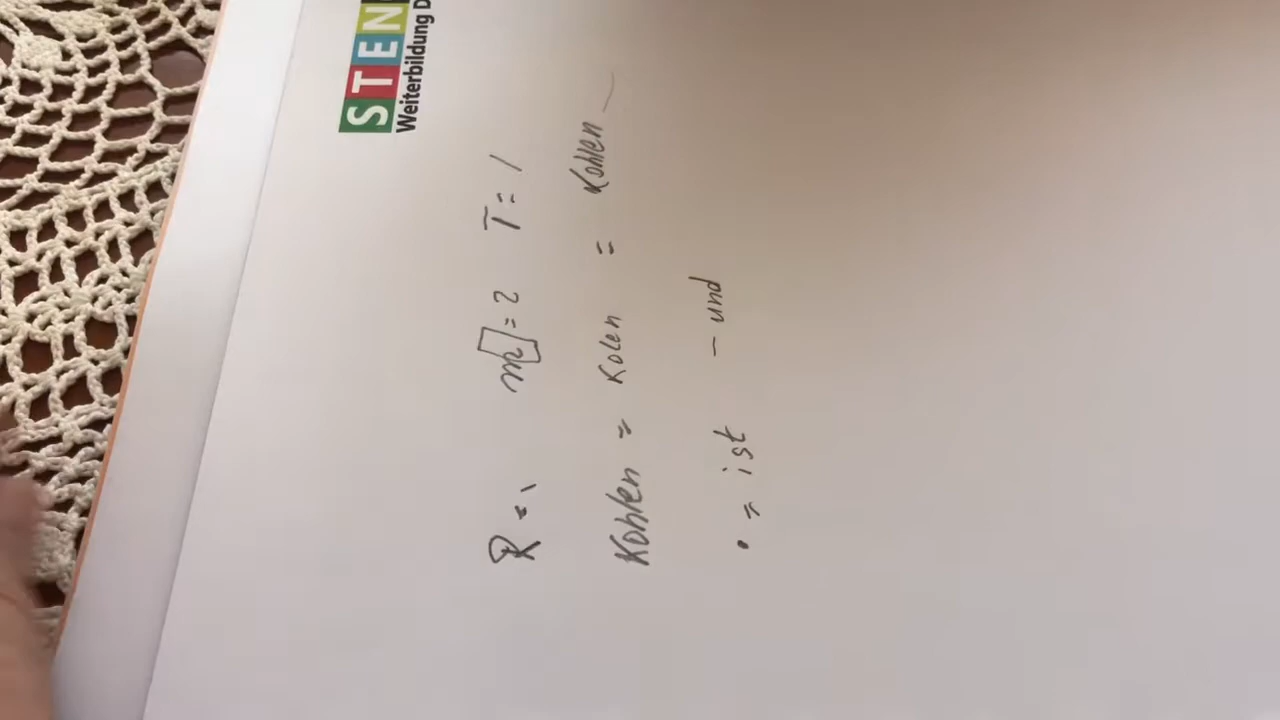 STEN
Weiterbildung D
R = 1 m = 2 T = 1
Kohlen = Kolen = Kohlen
• = ist – und